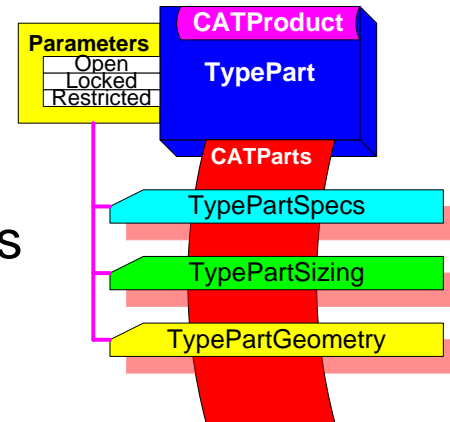 CATProduct
Parameters
Open
Locked
Restricted
TypePart
CATParts
TypePartSpecs
s
TypePartSizing
TypePartGeometry